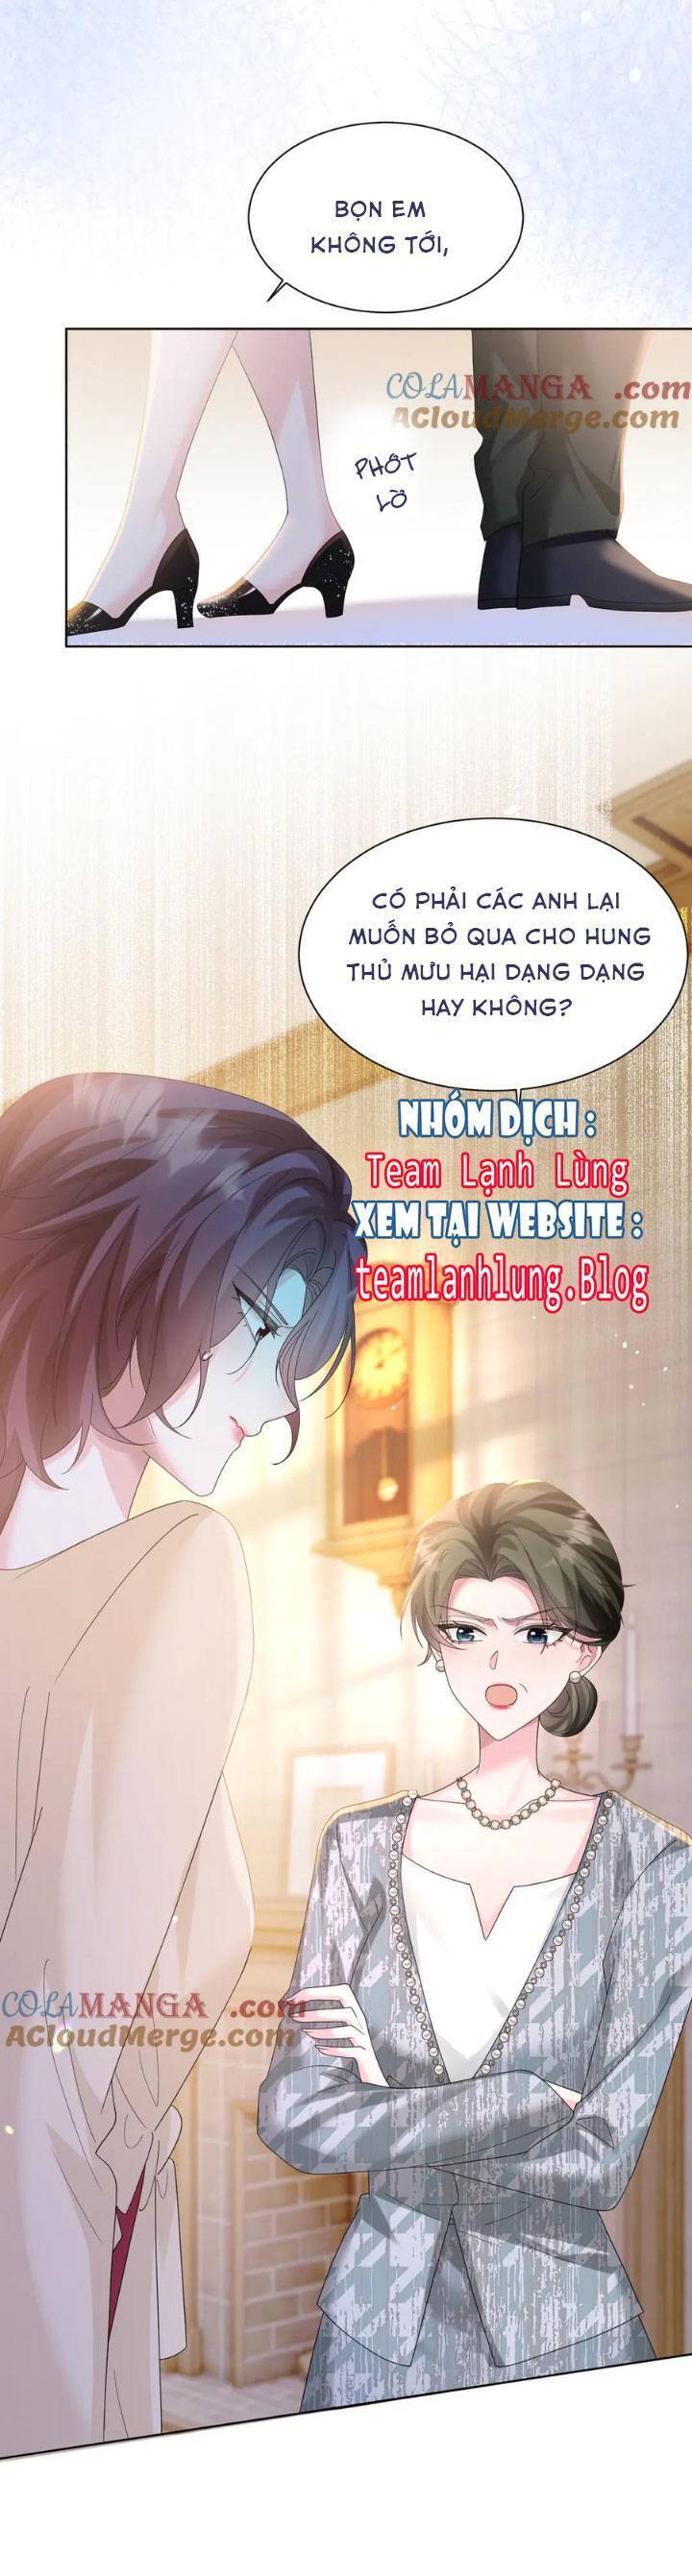 BỌN EM
KHÔNG TỚI,
COLAMANGA.com
ACloudMerge.com
PHỚT
LỜ
CÓ PHẢI CÁC ANH LẠI
MUỐN BỎ QUA CHO HUNG
THỦ MƯU HẠI DẠNG DẠNG
HAY KHÔNG?
NHÓM DỊCH :
Team Lạnh Lùng
XEM TẠI WEBSITE :
teamlanhlung.Blog
COLAMANGA.com
ACloudMerge.com